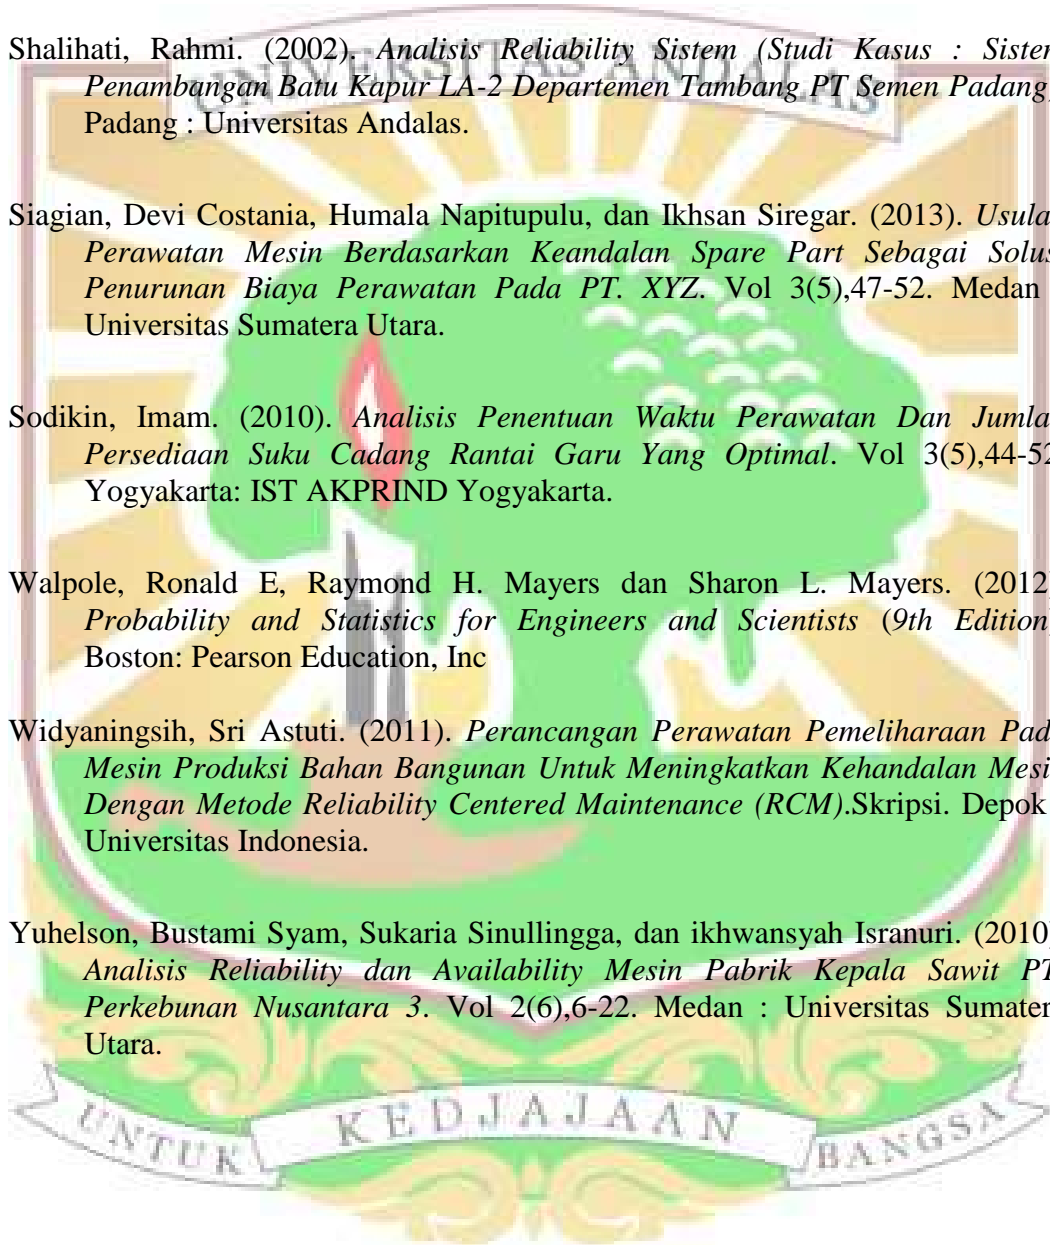 UNIVERSITAS ANDALAS
Shalihati, Rahmi. (2002). Analisis Reliability Sistem (Studi Kasus : Sisten
Penambangan Batu Kapur LA-2 Departemen Tambang PT Semen Padang)
Padang : Universitas Andalas.
Siagian, Devi Costania, Humala Napitupulu, dan Ikhsan Siregar. (2013). Usula
Perawatan Mesin Berdasarkan Keandalan Spare Part Sebagai Solus
Penurunan Biaya Perawatan Pada PT. XYZ. Vol 3(5),47-52. Medan :
Universitas Sumatera Utara.
Sodikin, Imam. (2010). Analisis Penentuan Waktu Perawatan Dan Jumla
Persediaan Suku Cadang Rantai Garu Yang Optimal. Vol 3(5),44-52
Yogyakarta: IST AKPRIND Yogyakarta.
Walpole, Ronald E, Raymond H. Mayers dan Sharon L. Mayers. (2012)
Probability and Statistics for Engineers and Scientists (9th Edition)
Boston: Pearson Education, Inc
Widyaningsih, Sri Astuti. (2011). Perancangan Perawatan Pemeliharaan Pad
Mesin Produksi Bahan Bangunan Untuk Meningkatkan Kehandalan Mesi
Dengan Metode Reliability Centered Maintenance (RCM).Skripsi. Depok :
Universitas Indonesia.
Yuhelson, Bustami Syam, Sukaria Sinullingga, dan ikhwansyah Isranuri. (2010)
Analisis Reliability dan Availability Mesin Pabrik Kepala Sawit PT
Perkebunan Nusantara 3. Vol 2(6),6-22. Medan : Universitas Sumater
Utara.
UNTUK KEDJAJAAN BANGSA